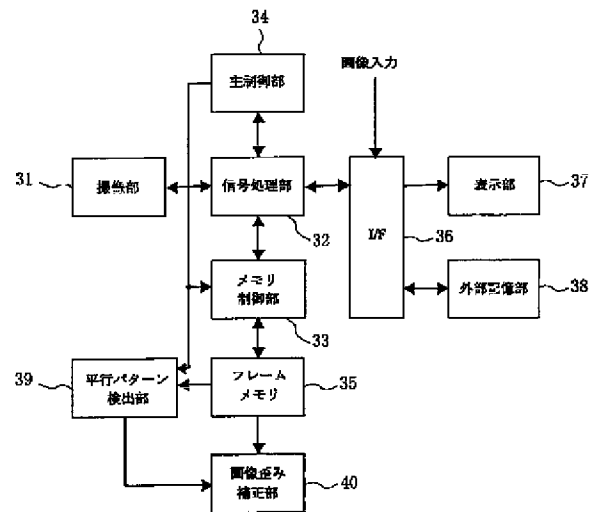 34
主制御部
画像入力
31
撮像部
信号処理部
32
I/F
36
表示部
37
外部記憶部
38
メモリ
制御部
33
39
平行パターン
検出部
フレーム
メモリ
35
画像歪み
補正部
40